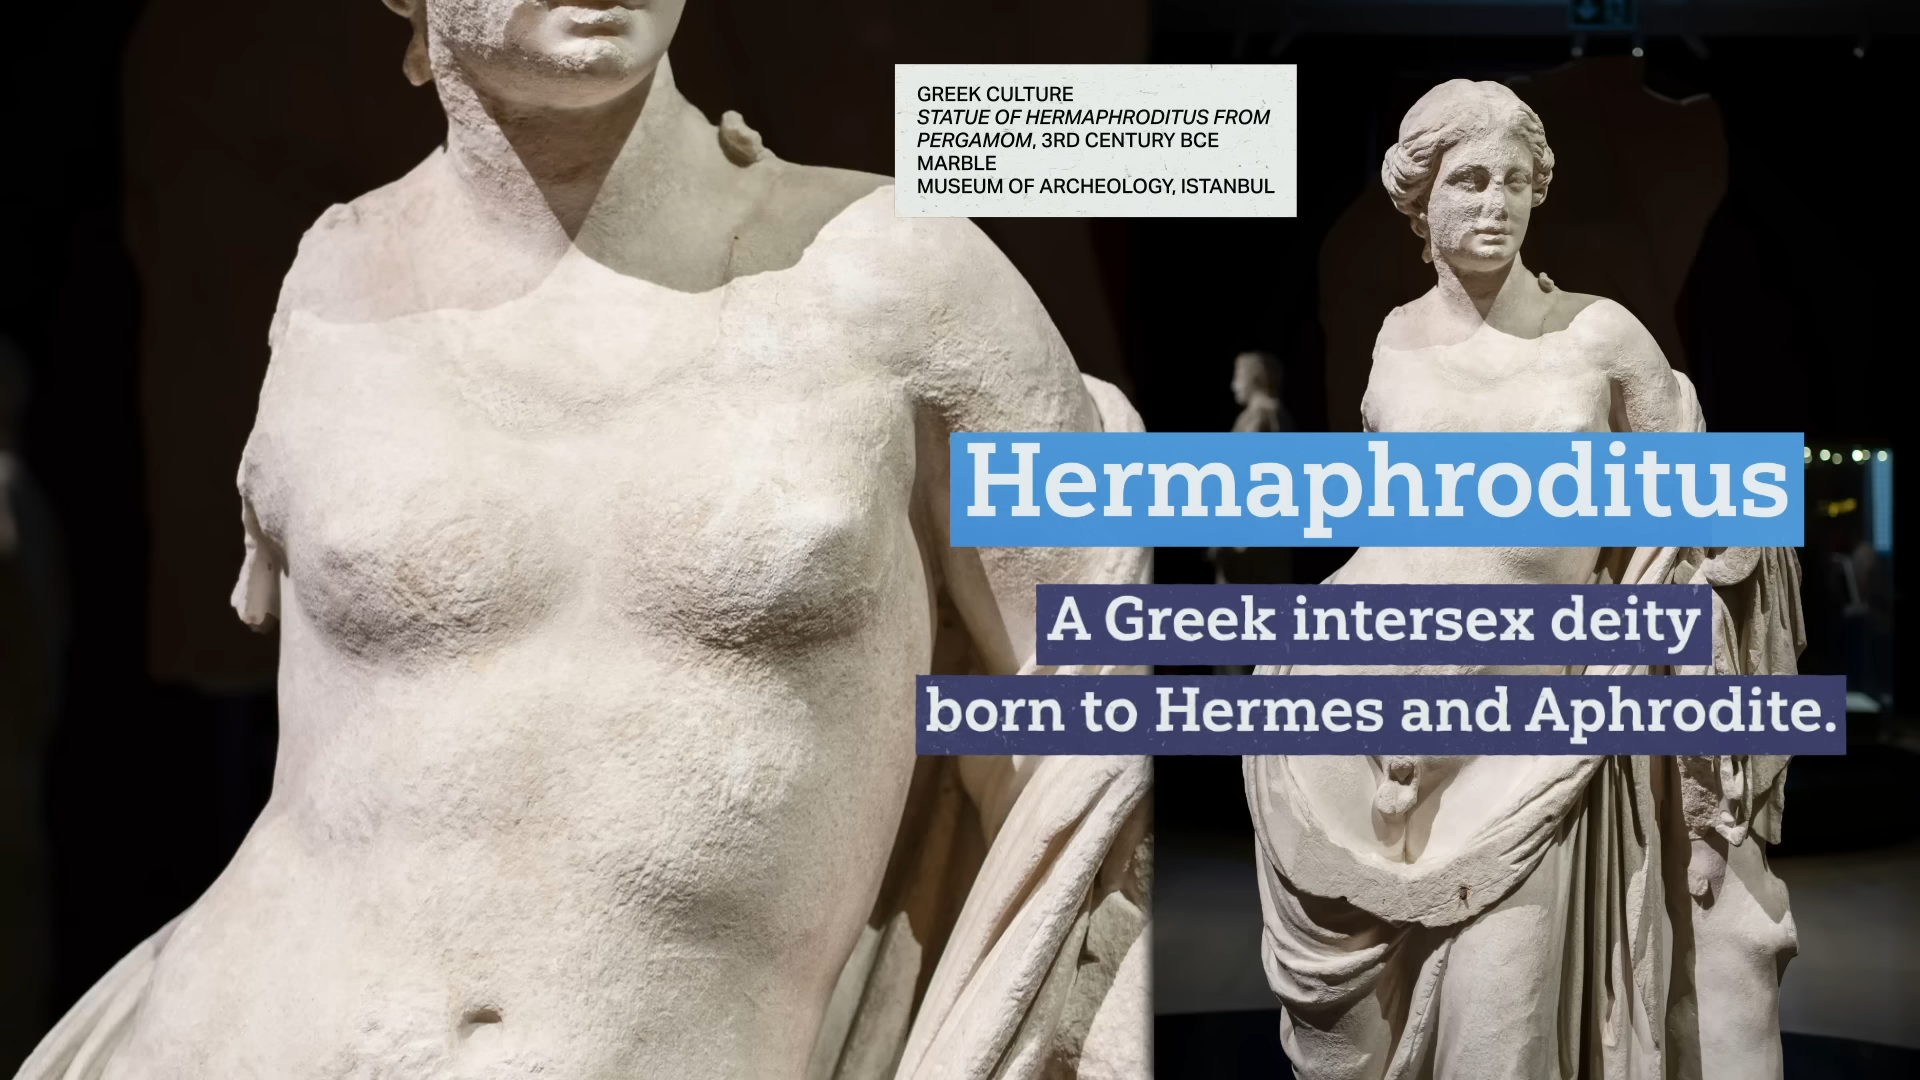 GREEK CULTURE
STATUE OF HERMAPHRODITUS FROM
PERGAMOM, 3RD CENTURY BCE
MARBLE
MUSEUM OF ARCHEOLOGY, ISTANBUL
Hermaphroditus
A Greek intersex deity
born to Hermes and Aphrodite.